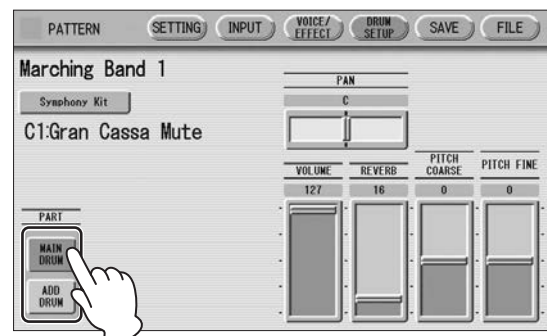 PATTERN SETTING INPUT VOICE/ EFFECT DRUM SETUP SAVE FILE
Marching Band 1
Symphony Kit
C1:Gran Cassa Mute
PAN
C
VOLUME REVERB PITCH COARSE PITCH FINE
127 16 0 0
PART
MAIN DRUM
ADD DRUM